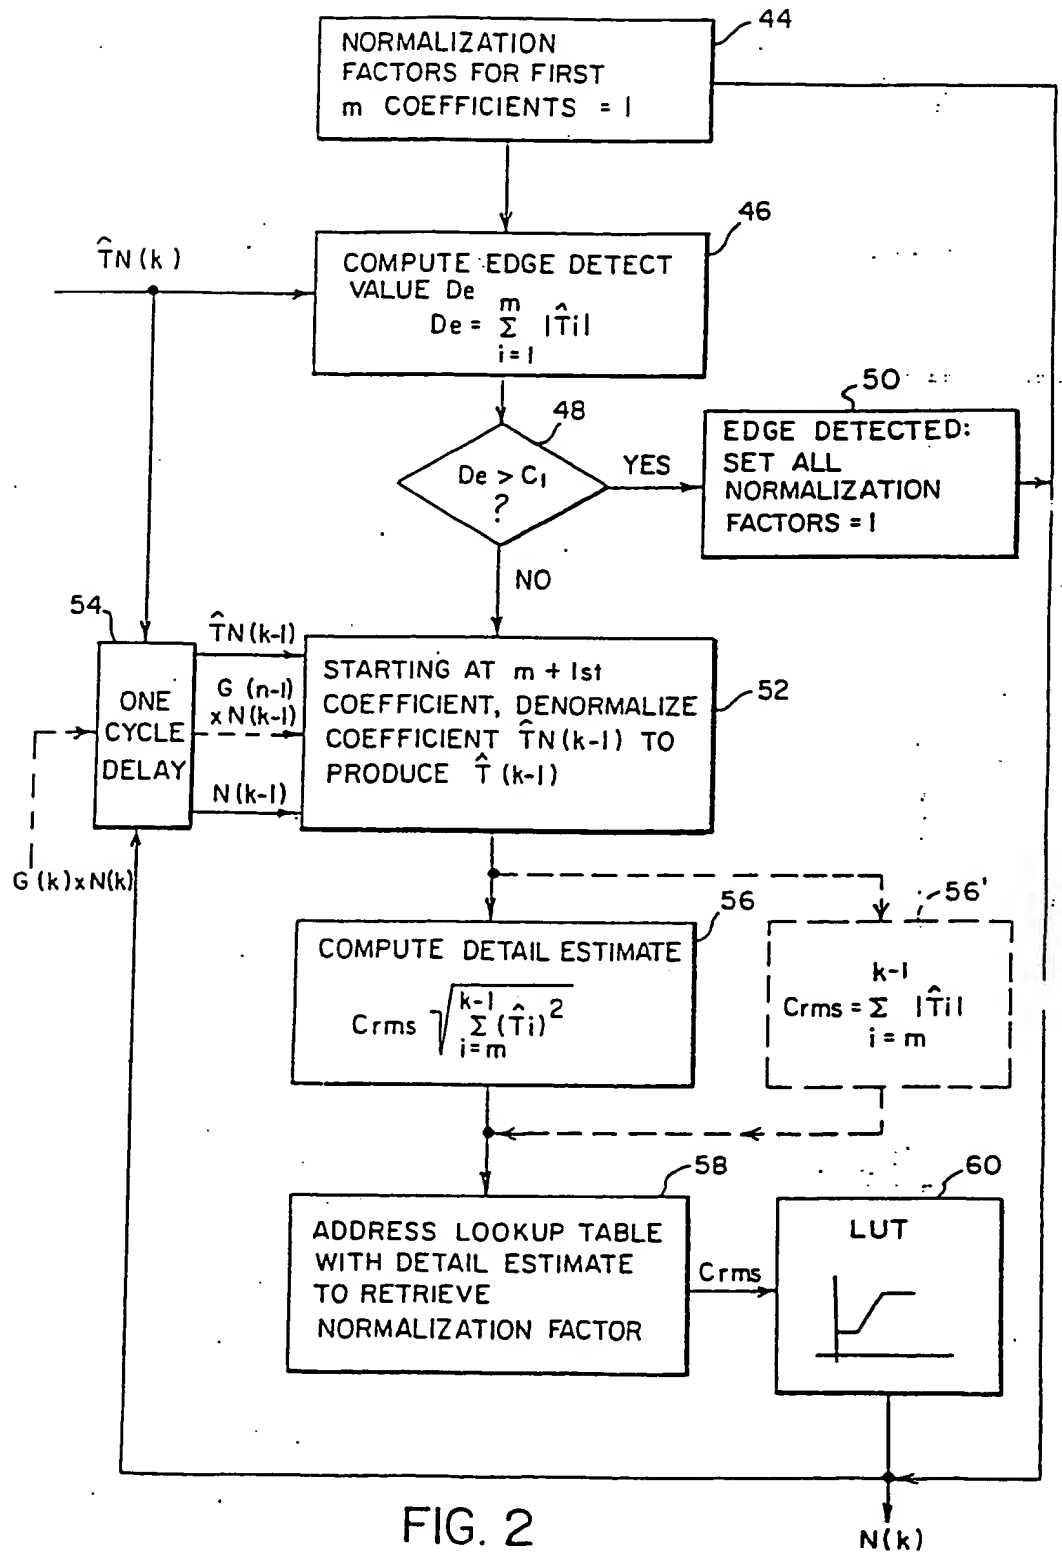 44
NORMALIZATION
FACTORS FOR FIRST
m COEFFICIENTS = 1
46
T̂N(k)
COMPUTE EDGE DETECT
VALUE De
De = m Σ i=1 |T̂i|
50
48
De > C₁
?
YES
EDGE DETECTED:
SET ALL
NORMALIZATION
FACTORS = 1
NO
54
T̂N(k-1)
ONE
CYCLE
DELAY
G (n-1)
xN(k-1)
N(k-1)
52
STARTING AT m + 1st
COEFFICIENT, DENORMALIZE
COEFFICIENT T̂N(k-1) TO
PRODUCE T̂ (k-1)
G (k)xN(k)
56
COMPUTE DETAIL ESTIMATE
Crms √ k-1 Σ i=m (T̂i)²
56'
Crms = k-1 Σ i=m |T̂i|
58
ADDRESS LOOKUP TABLE
WITH DETAIL ESTIMATE
TO RETRIEVE
NORMALIZATION FACTOR
Crms
60
LUT
N(k)
FIG. 2